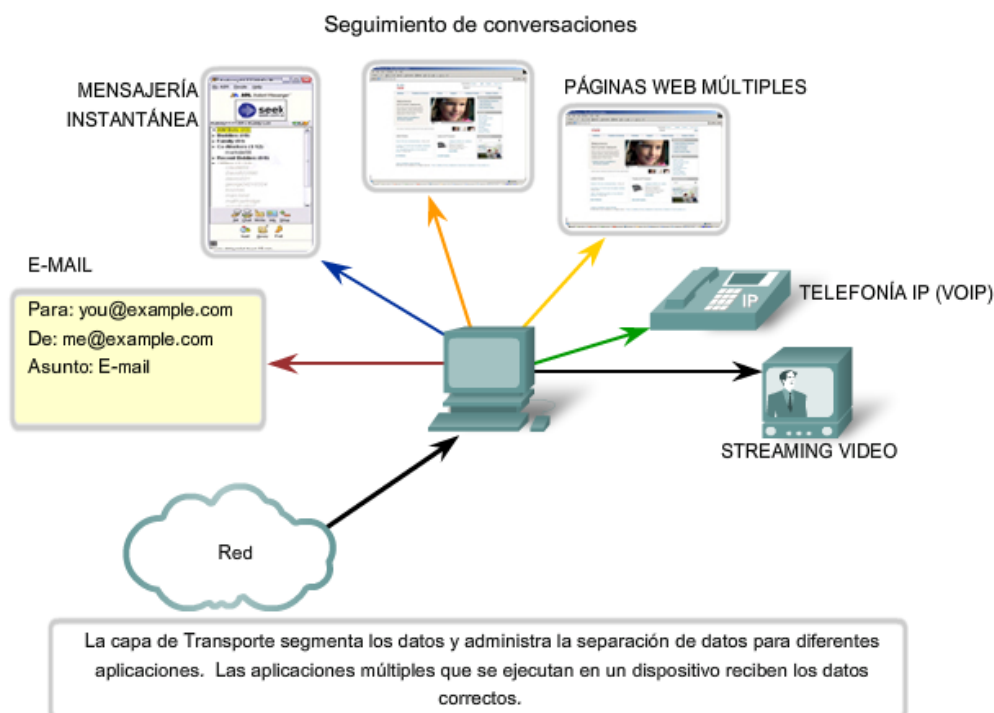 Seguimiento de conversaciones
MENSAJERÍA
INSTANTÁNEA
seek
PÁGINAS WEB MÚLTIPLES
E-MAIL
Para: you@example.com
De: me@example.com
Asunto: E-mail
IP
TELEFONÍA IP (VOIP)
STREAMING VIDEO
Red
La capa de Transporte segmenta los datos y administra la separación de datos para diferentes
aplicaciones. Las aplicaciones múltiples que se ejecutan en un dispositivo reciben los datos
correctos.